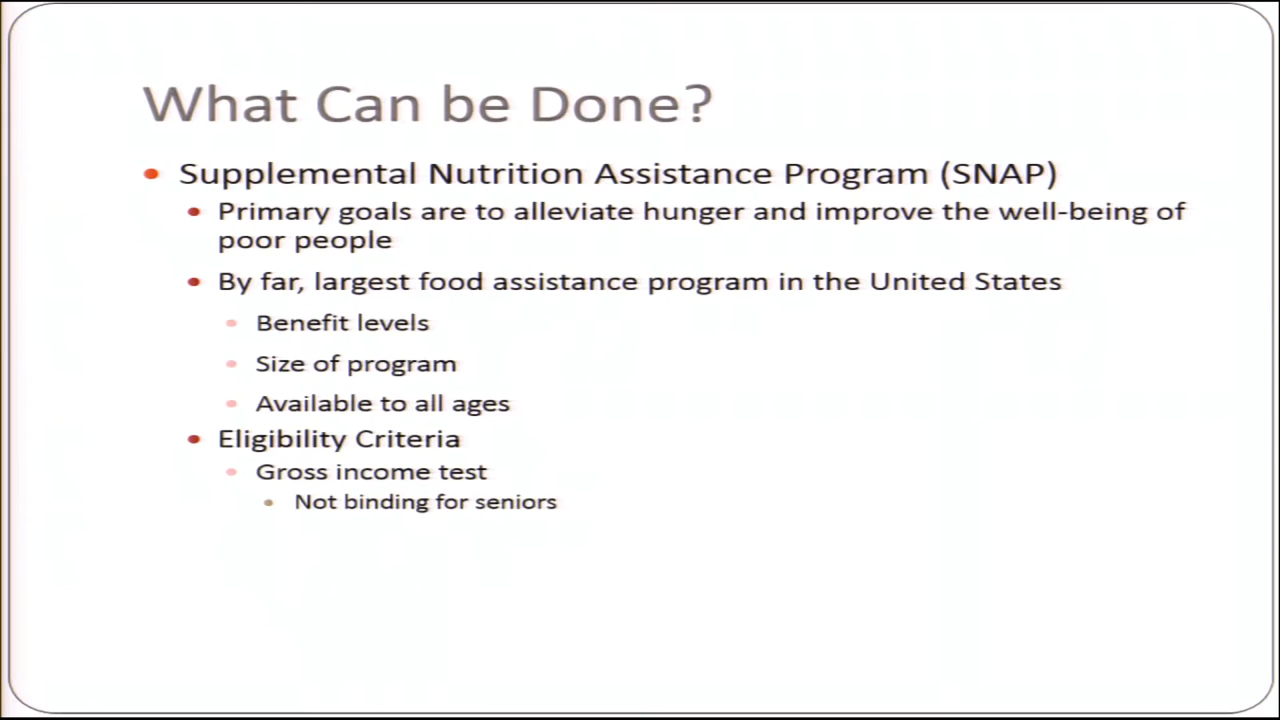 What Can be Done?
Supplemental Nutrition Assistance Program (SNAP)
Primary goals are to alleviate hunger and improve the well-being of
poor people
By far, largest food assistance program in the United States
Benefit levels
Size of program
Available to all ages
Eligibility Criteria
Gross income test
Not binding for seniors